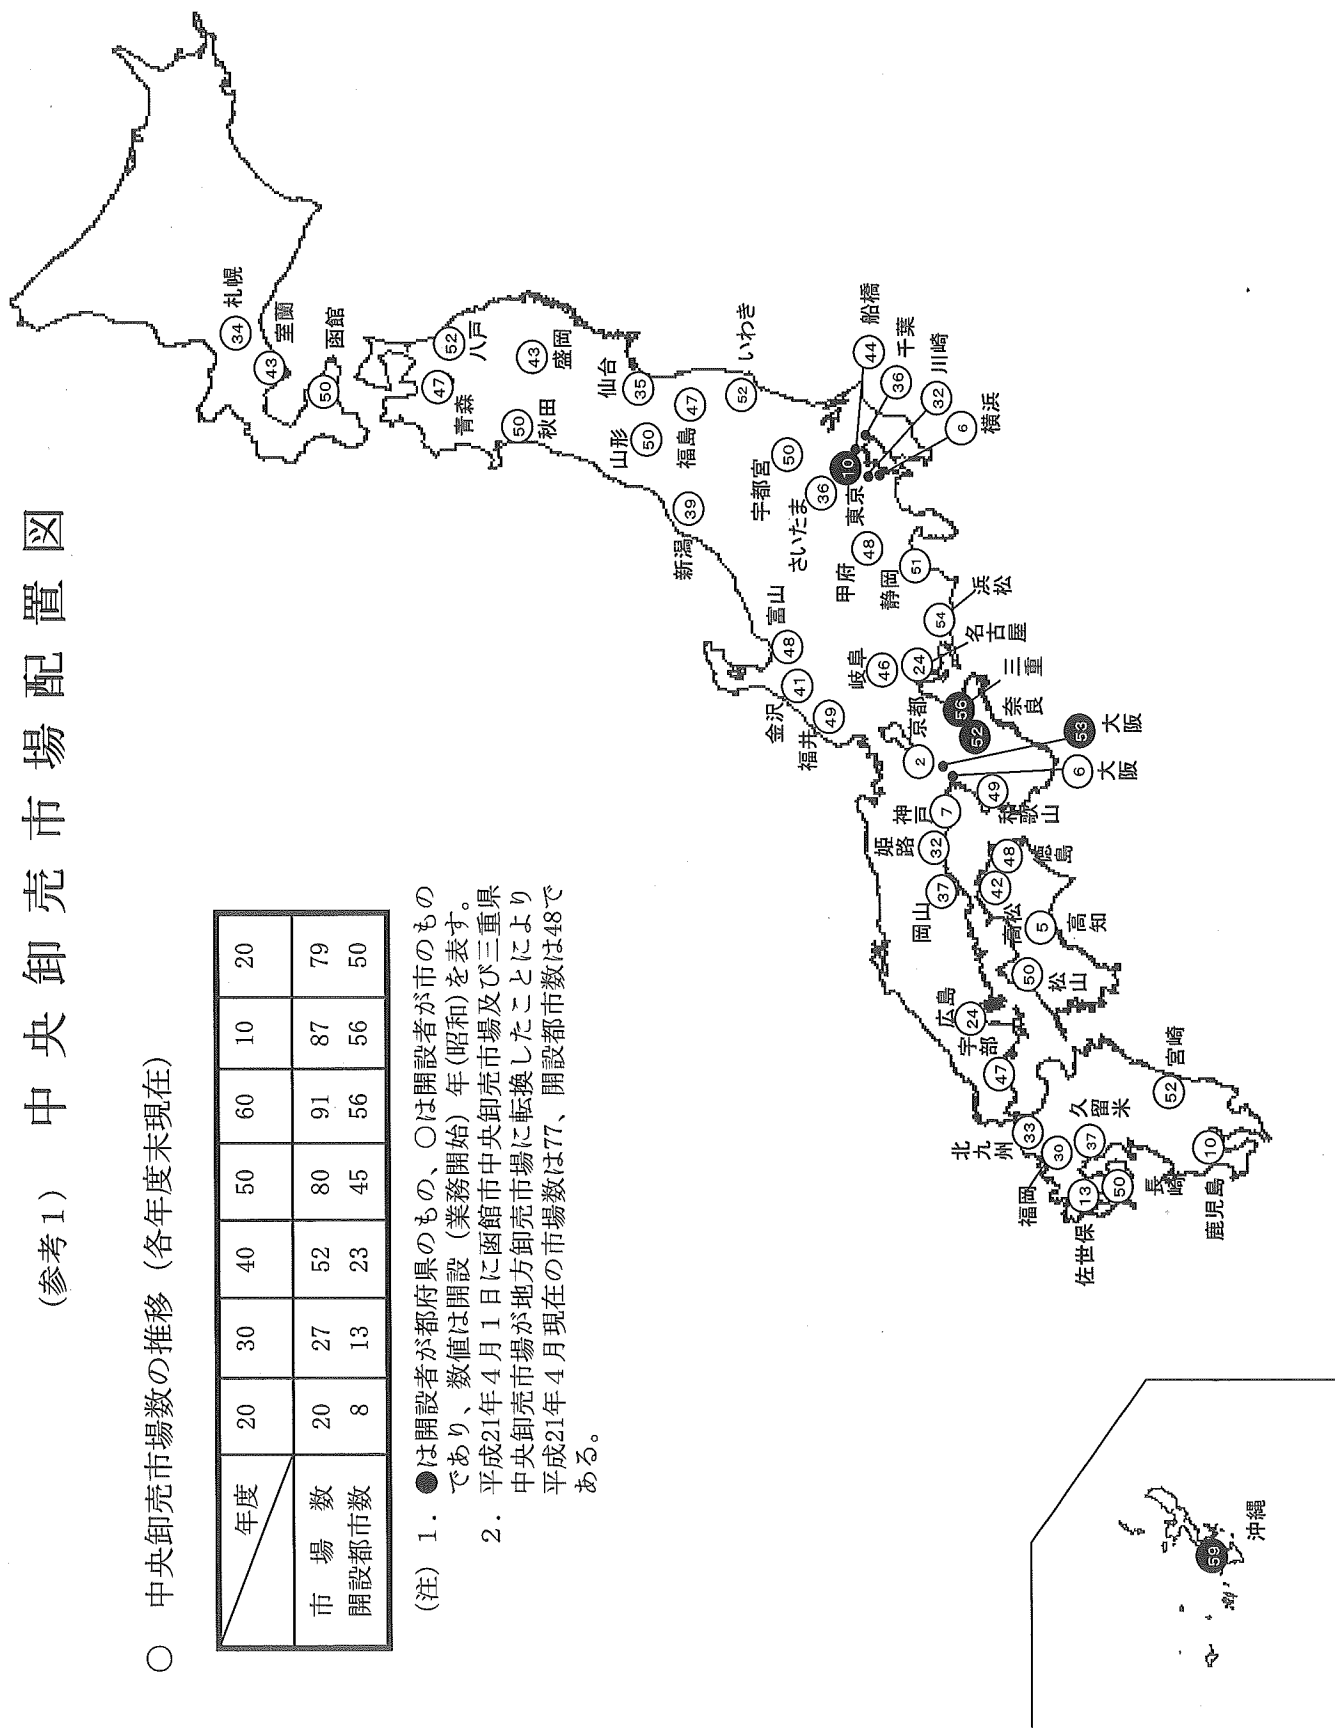 (参考1) 中央卸売市場配置図
○ 中央卸売市場数の推移 (各年度末現在)
年度 20 30 40 50 60 10 20
市場数 20 27 52 80 91 87 79
開設都市数 8 13 23 45 56 56 50
(注) 1. ●は開設者が都府県のもの、○は開設者が市のもの
であり、数値は開設 (業務開始) 年(昭和)を表す。
2. 平成21年4月1日に函館市中央卸売市場及び三重県
中央卸売市場が地方卸売市場に転換したことにより
平成21年4月現在の市場数は77、開設都市数は48で
ある。
34 札幌
43 室蘭
50 函館
47 青森
52 八戸
50 秋田
43 盛岡
仙台 35
山形 50
福島 47
いわき 52
新潟 39
宇都宮 50
さいたま 36
東京 10
44 船橋
36 千葉
32 川崎
6 横浜
甲府 48
静岡 51
54 浜松
富山 48
金沢 41
福井 49
岐阜 46
24 名古屋
56 三重
52 奈良
京都 2
53 大阪
6 大阪
神戸 7
49 和歌山
姫路 32
岡山 37
48 徳島
42 高松
5 高知
50 松山
広島 24
宇部 47
北九州 33
福岡 30
久留米 37
佐世保 13
50 長崎
52 宮崎
10 鹿児島
59 沖縄